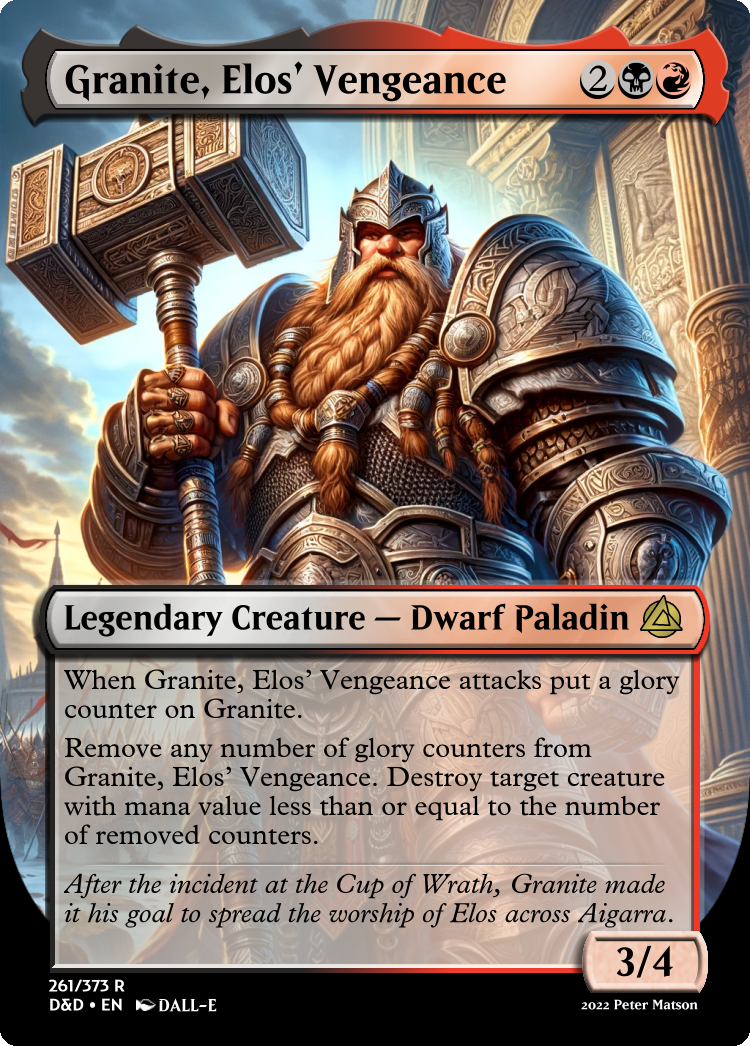 Granite, Elos' Vengeance 2
Legendary Creature — Dwarf Paladin
When Granite, Elos' Vengeance attacks put a glory
counter on Granite.
Remove any number of glory counters from
Granite, Elos' Vengeance. Destroy target creature
with mana value less than or equal to the number
of removed counters.
After the incident at the Cup of Wrath, Granite made
it his goal to spread the worship of Elos across Aigarra.
3/4
261/373 R
D&D • EN DALL-E
2022 Peter Matson